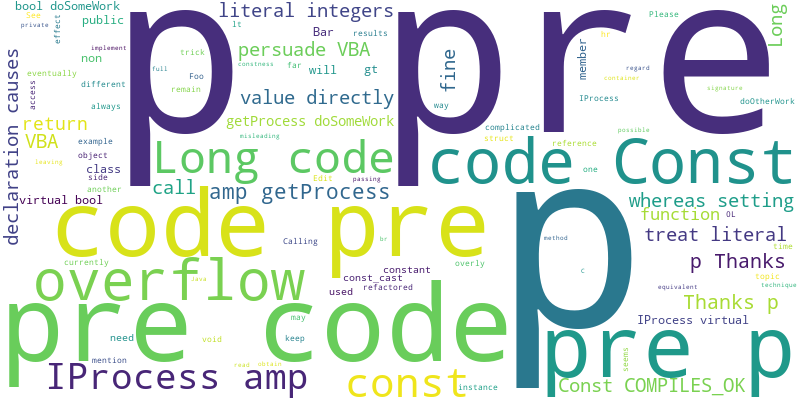 bool doSomeWork
See
public
private
effect
literal integers
p
p
pre
Long
Please
hr
member
implement
trick
persuade VBA
lt
Bar
results
constness
far
will
gt
fine
non
eventually
full
Foo
regard
container
signature
different
access
remain
value directly
way
IProcess
doOtherWork
always
declaration causes
return
getProcess doSomeWork
complicated
possible
VBA
example
misleading
struct
reference
object
leaving
Long code
code Const
class
side
another
call
passing
Edit
one
amp getProcess
virtual bool
whereas setting
code pre
p
function
OL
treat literal
Calling
br
method
time
currently
overflow
constant
overly
p Thanks
java
const_cast
refactored
c
topic
technique
used
equivalent
Thanks p
pre code
may
keep
need
void
IProcess virtual
pre p
mention
read
obtain
seems
IProcess amp
const
instance
Const COMPILES_OK